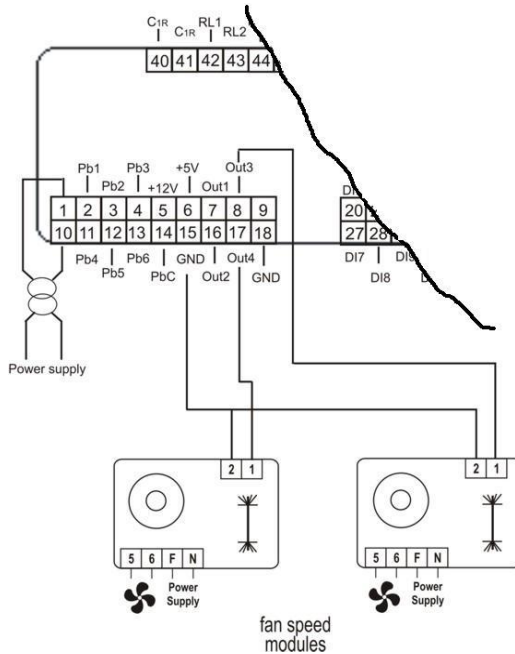 C1R RL1
C1R RL2
40 41 42 43 44
Pb1 Pb3 +5V Out3
Pb2 +12V Out1
1 2 3 4 5 6 7 8 9
10 11 12 13 14 15 16 17 18
Pb4 Pb6 GND Out4
Pb5 PbC Out2 GND
DI
20
27 28
DI7 DI9
DI8 D
Power supply
2 1
2 1
5 6 F N
5 6 F N
Power
Supply
Power
Supply
fan speed
modules